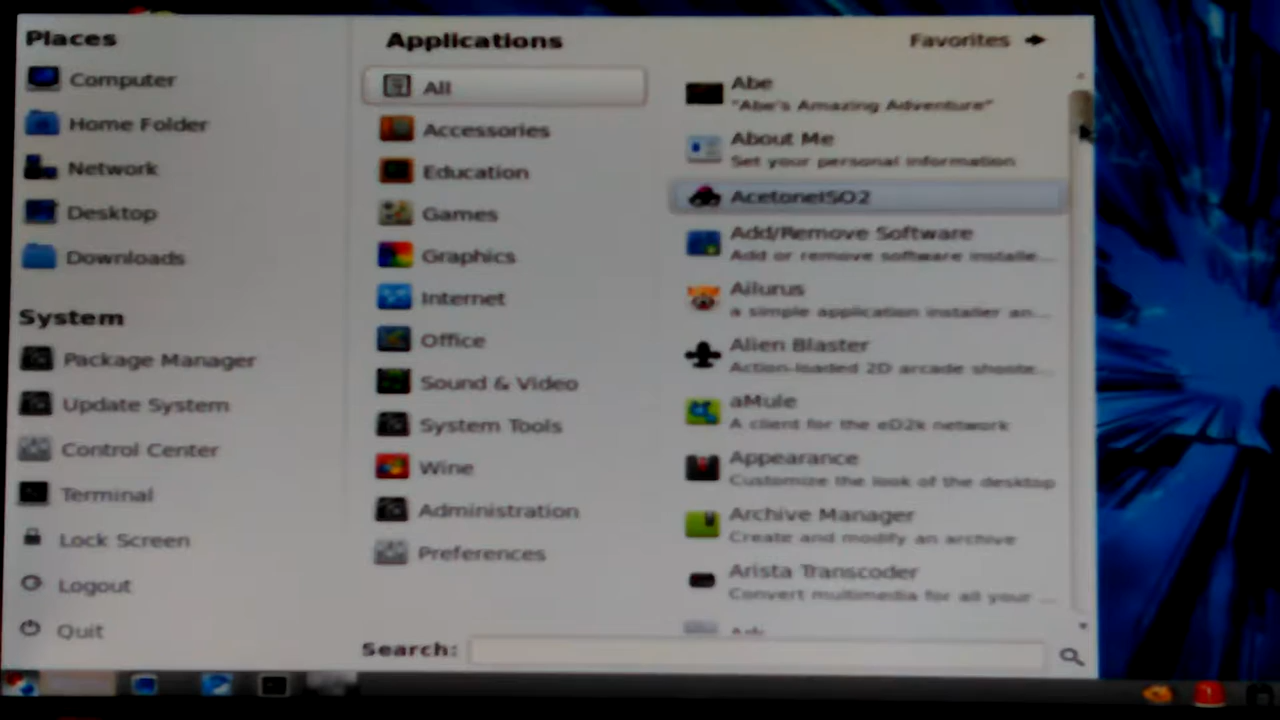 Places
Computer
Home Folder
Network
Desktop
Downloads
System
Package Manager
Update System
Control Center
Terminal
Lock Screen
Logout
Quit
Applications
Favorites
All
Accessories
Education
Games
Graphics
Internet
Office
Sound & Video
System Tools
Wine
Administration
Preferences
Abe
"Abe's Amazing Adventure"
About Me
Set your personal information
AcetoneISO2
Add/Remove Software
Add or remove software installe...
Ailurus
a simple application installer an...
Alien Blaster
Action-loaded 2D arcade shoote...
aMule
A client for the eD2k network
Appearance
Customize the look of the desktop
Archive Manager
Create and modify an archive
Arista Transcoder
Convert multimedia for all your ...
Search: